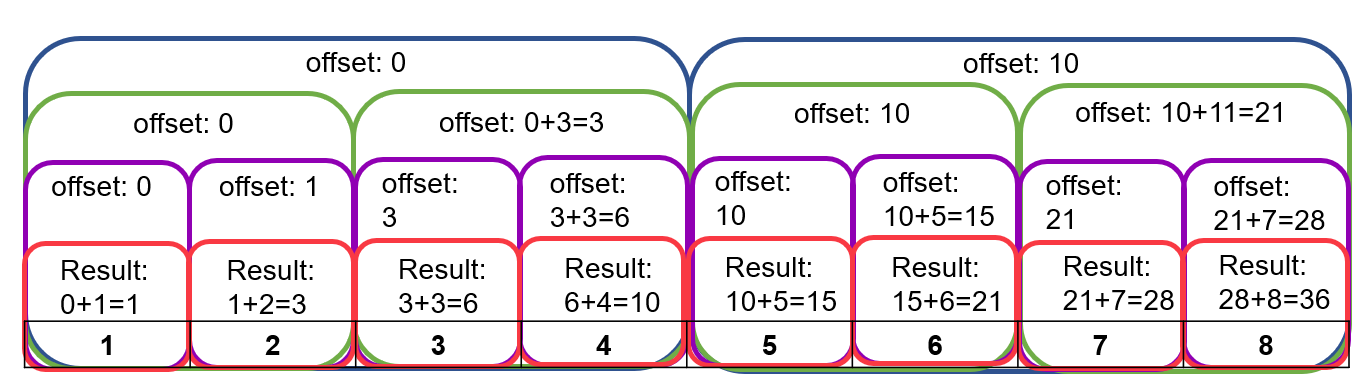 offset: 0
offset: 10
offset: 0
offset: 0+3=3
offset: 10
offset: 10+11=21
offset: 0
offset: 1
offset:
3
offset:
3+3=6
offset:
10
offset:
10+5=15
offset:
21
offset:
21+7=28
Result:
0+1=1
Result:
1+2=3
Result:
3+3=6
Result:
6+4=10
Result:
10+5=15
Result:
15+6=21
Result:
21+7=28
Result:
28+8=36
1
2
3
4
5
6
7
8